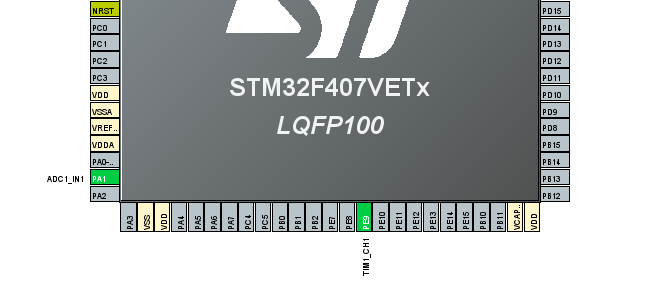 NRST
PC0
PC1
PC2
PC3
VDD
VSSA
VREF..
VDDA
PA0-..
ADC1_IN1 PA1
PA2
STM32F407VETx
LQFP100
PD15
PD14
PD13
PD12
PD11
PD10
PD9
PD8
PB15
PB14
PB13
PB12
PA3
VSS
VDD
PA4
PA5
PA6
PA7
PC4
PC5
PB0
PB1
PB2
PE7
PE8
PE9
PE10
PE11
PE12
PE13
PE14
PE15
PB10
PB11
VCAP..
VDD
TIM1_CH1